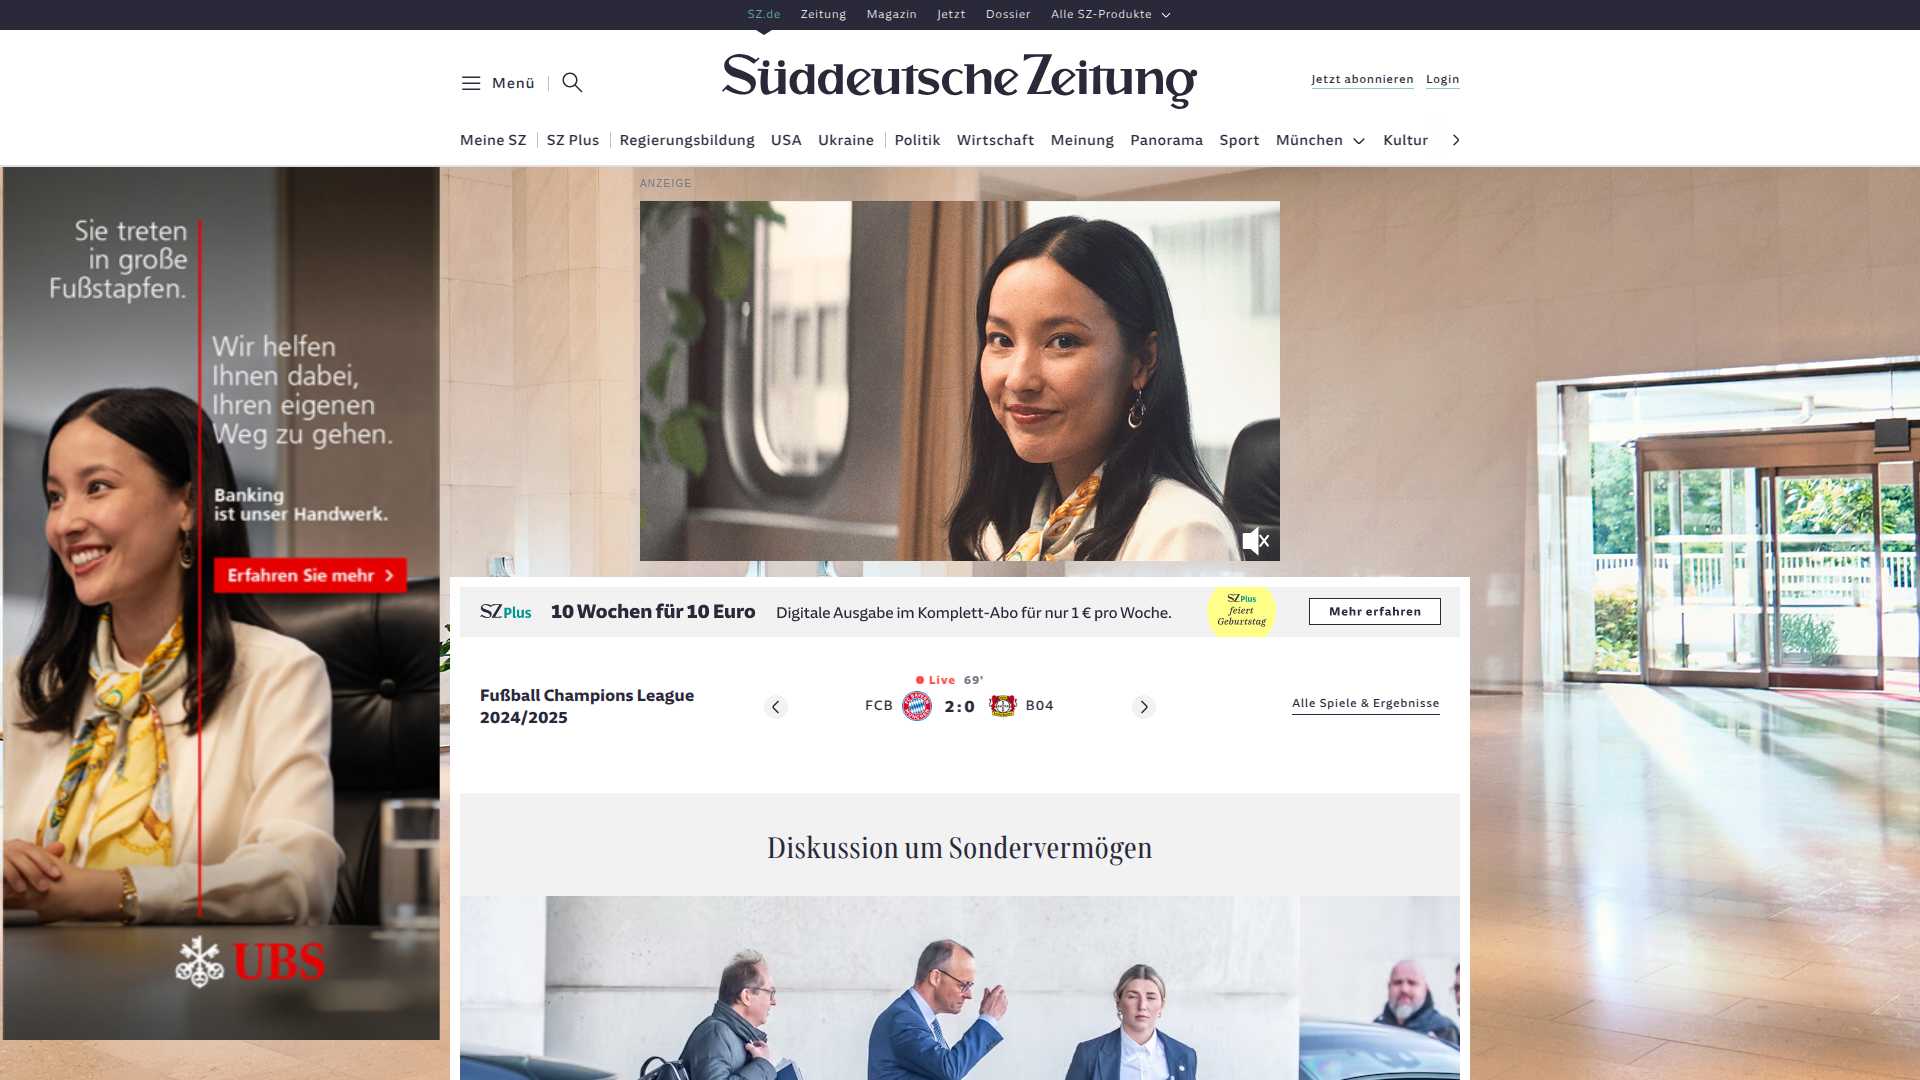 SZ.de Zeitung Magazin Jetzt Dossier Alle SZ-Produkte
Menü
Süddeutsche Zeitung
Jetzt abonnieren Login
Meine SZ SZ Plus Regierungsbildung USA Ukraine Politik Wirtschaft Meinung Panorama Sport München Kultur
ANZEIGE
Sie treten
in große
Fußstapfen.
Wir helfen
Ihnen dabei,
Ihren eigenen
Weg zu gehen.
Banking
ist unser Handwerk.
Erfahren Sie mehr
UBS
SZ Plus 10 Wochen für 10 Euro Digitale Ausgabe im Komplett-Abo für nur 1 € pro Woche.
SZ Plus
feiert
Geburtstag
Mehr erfahren
Fußball Champions League
2024/2025
Live 69'
FCB 2:0 B04
Alle Spiele & Ergebnisse
Diskussion um Sondervermögen